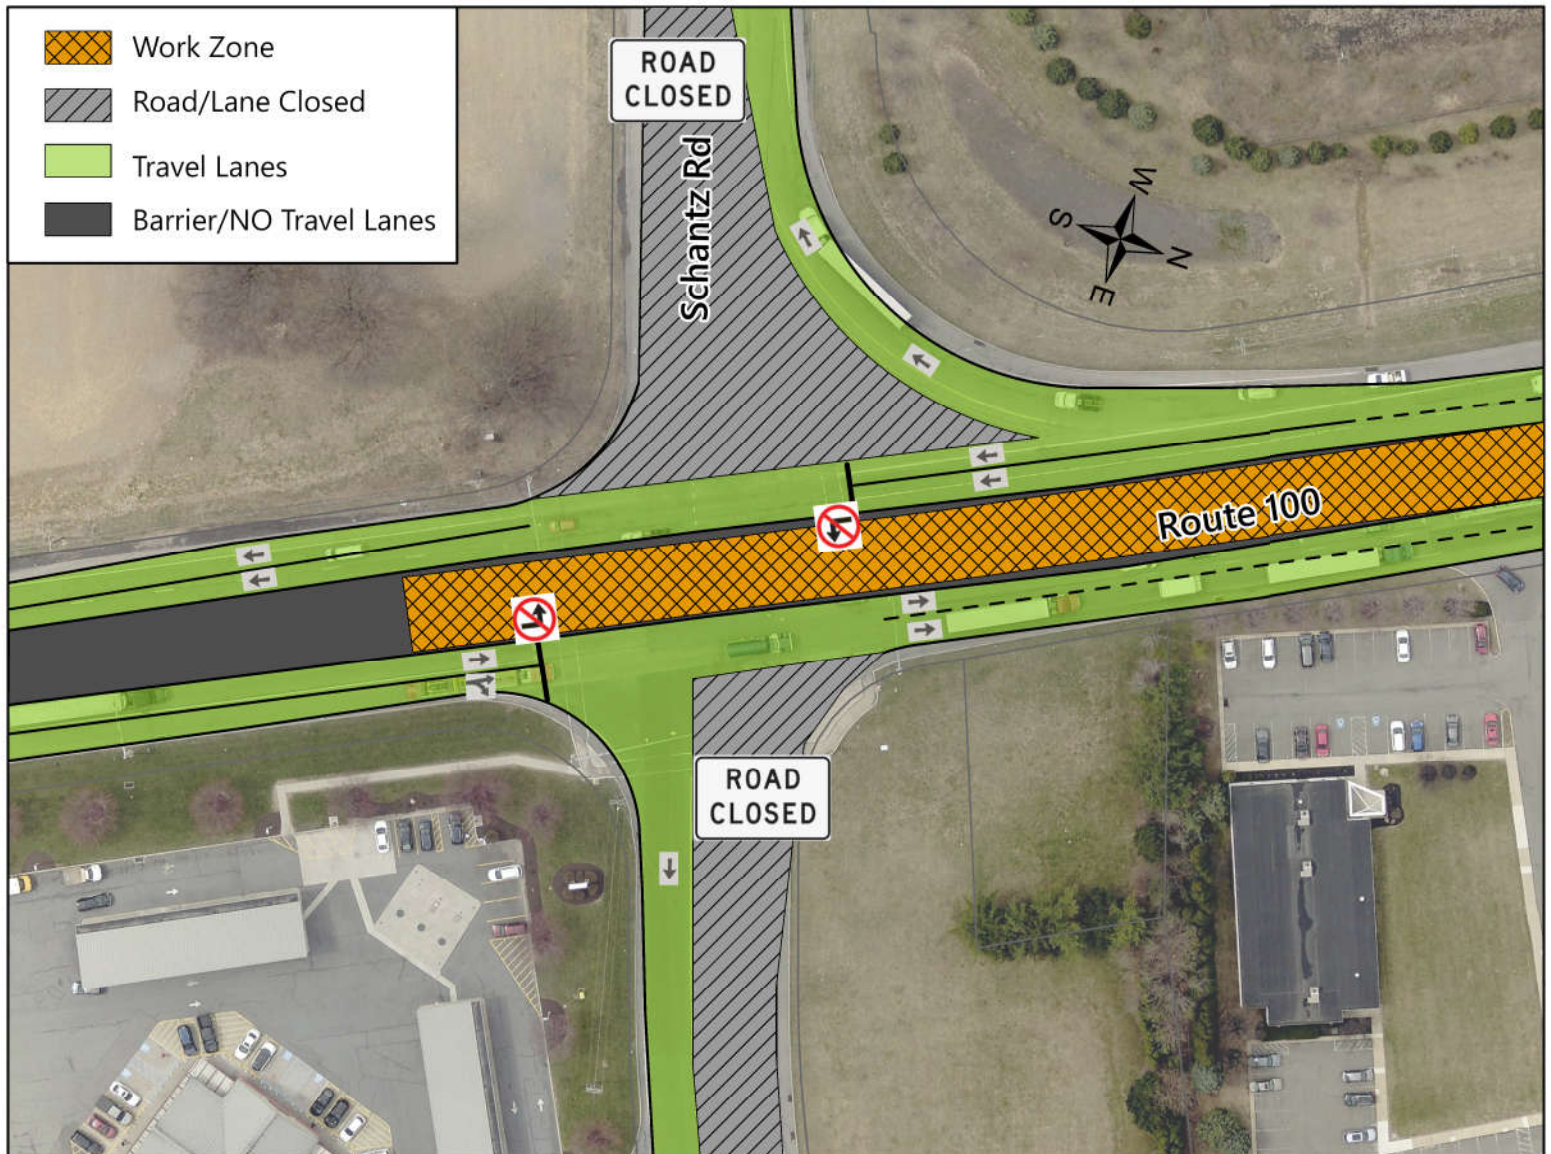 Work Zone
Road/Lane Closed
Travel Lanes
Barrier/NO Travel Lanes
ROAD
CLOSED
Schantz Rd
W
S
N
E
Route 100
ROAD
CLOSED